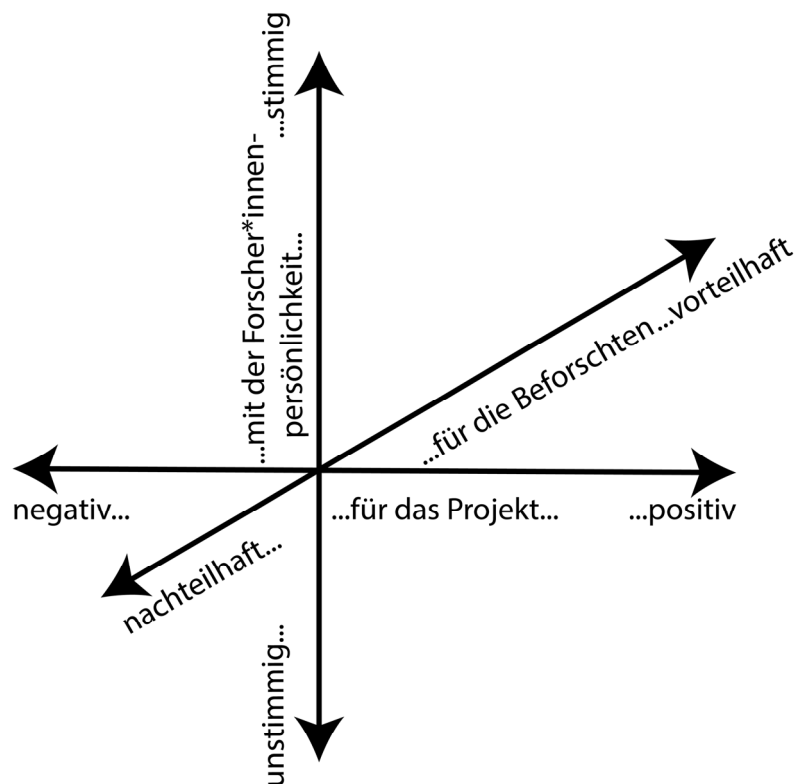 ...stimmig
...mit der Forscher*innen-
persönlichkeit...
...für die Beforschten...vorteilhaft
negativ...
...für das Projekt...
...positiv
nachteilhaft...
unstimmig...